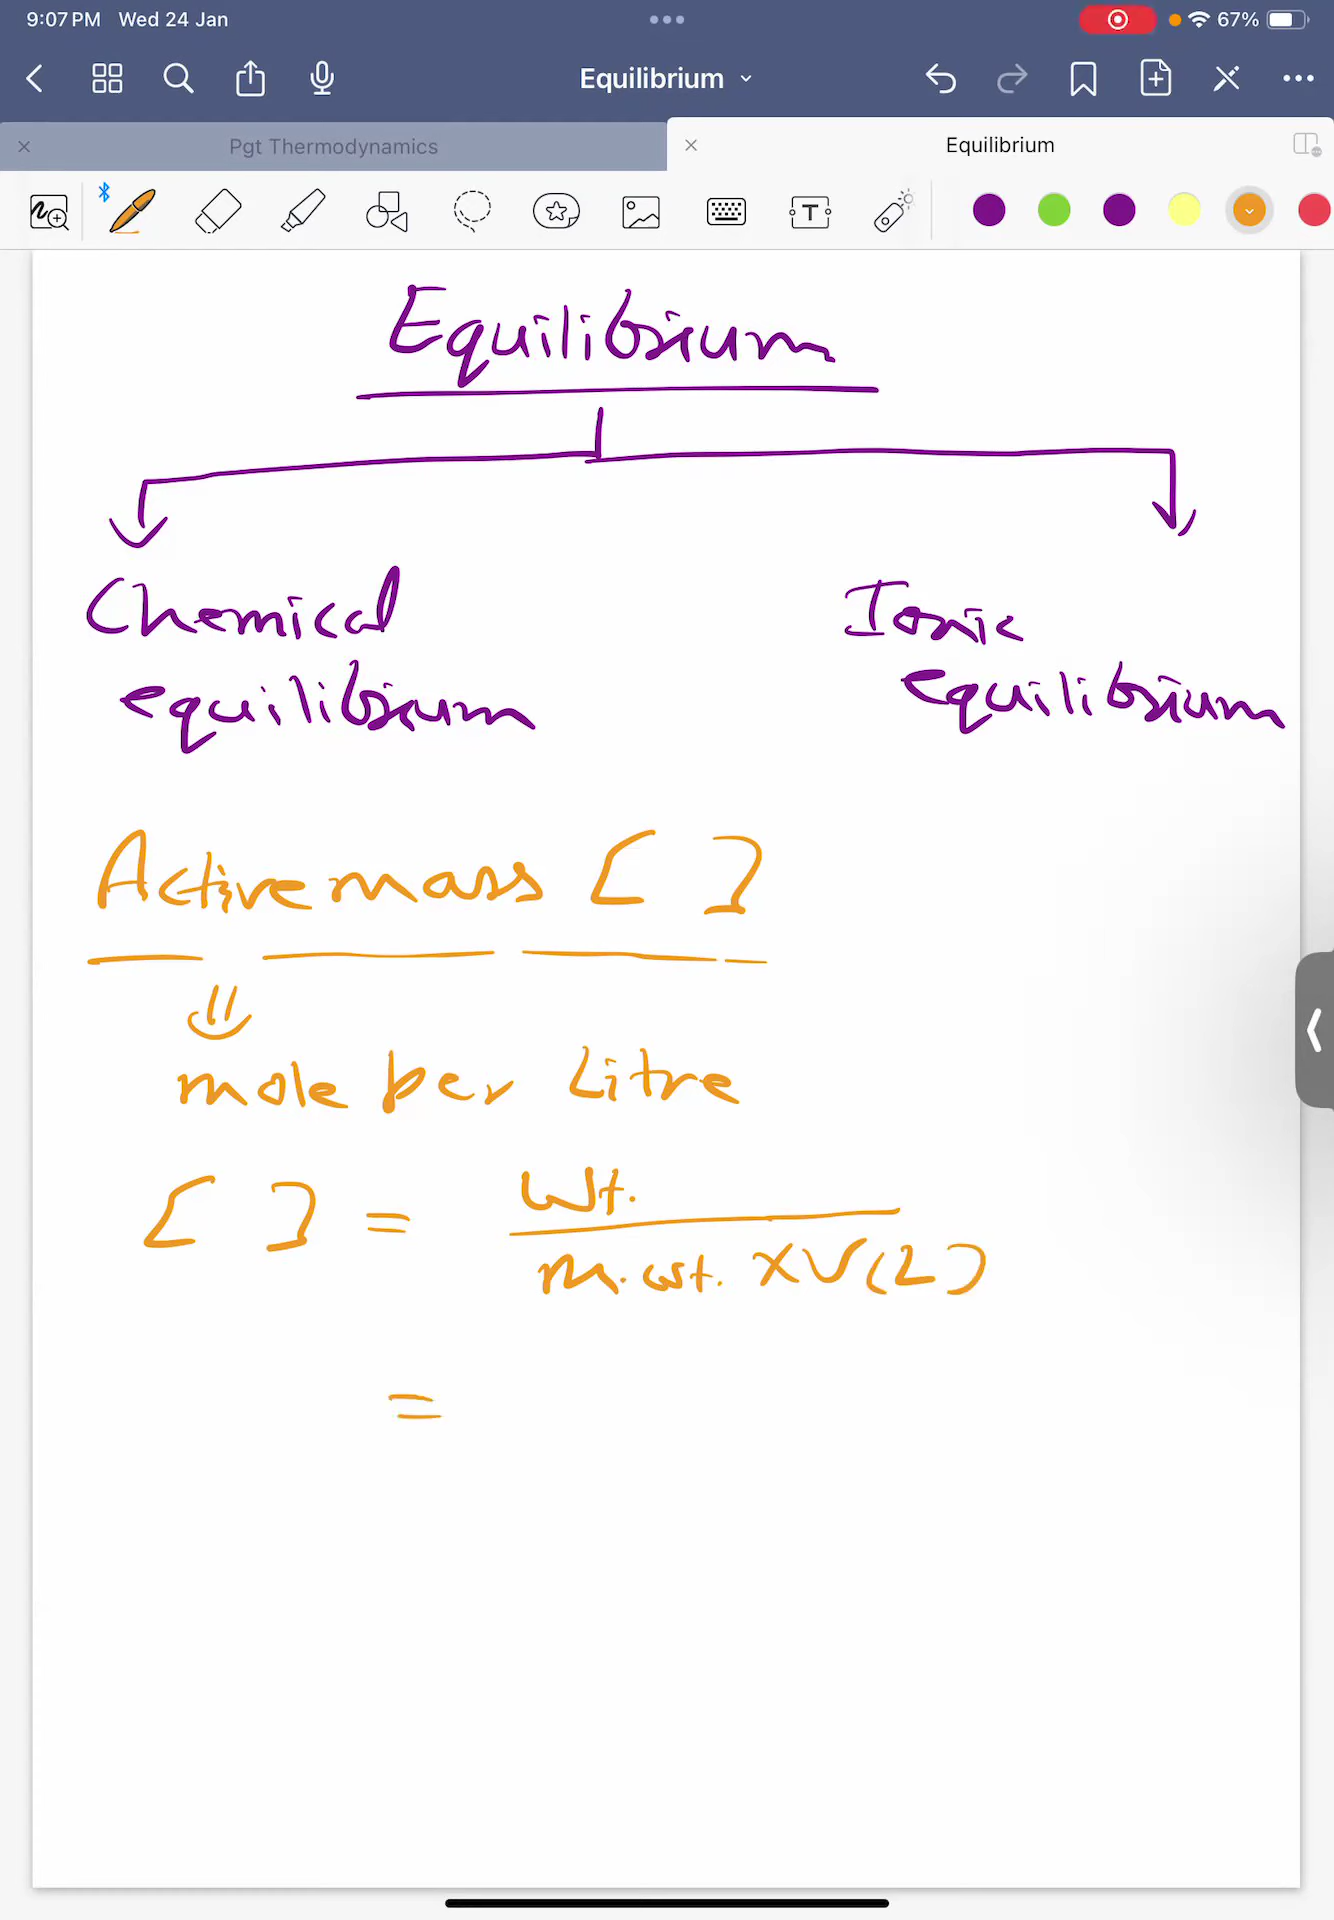 9:07 PM Wed 24 Jan
67%
Equilibrium
Pgt Thermodynamics
Equilibrium
T
Equilibrium
Chemical
equilibrium
Ionic
equilibrium
Active mass [ ]
mole per Litre
[ ] = wt.
m.wt. x V(L)
=